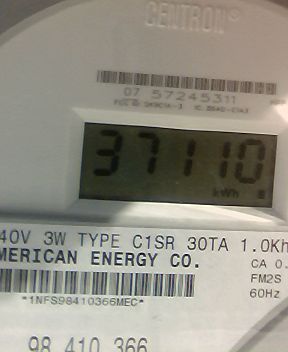 CENTRON®
07 57245311
37110
kWh
40V 3W TYPE C1SR 30TA 1.0Kh
MERICAN ENERGY CO.
CA 0.
FM2S
60Hz
*1NFS98410366MEC*
98 410 366